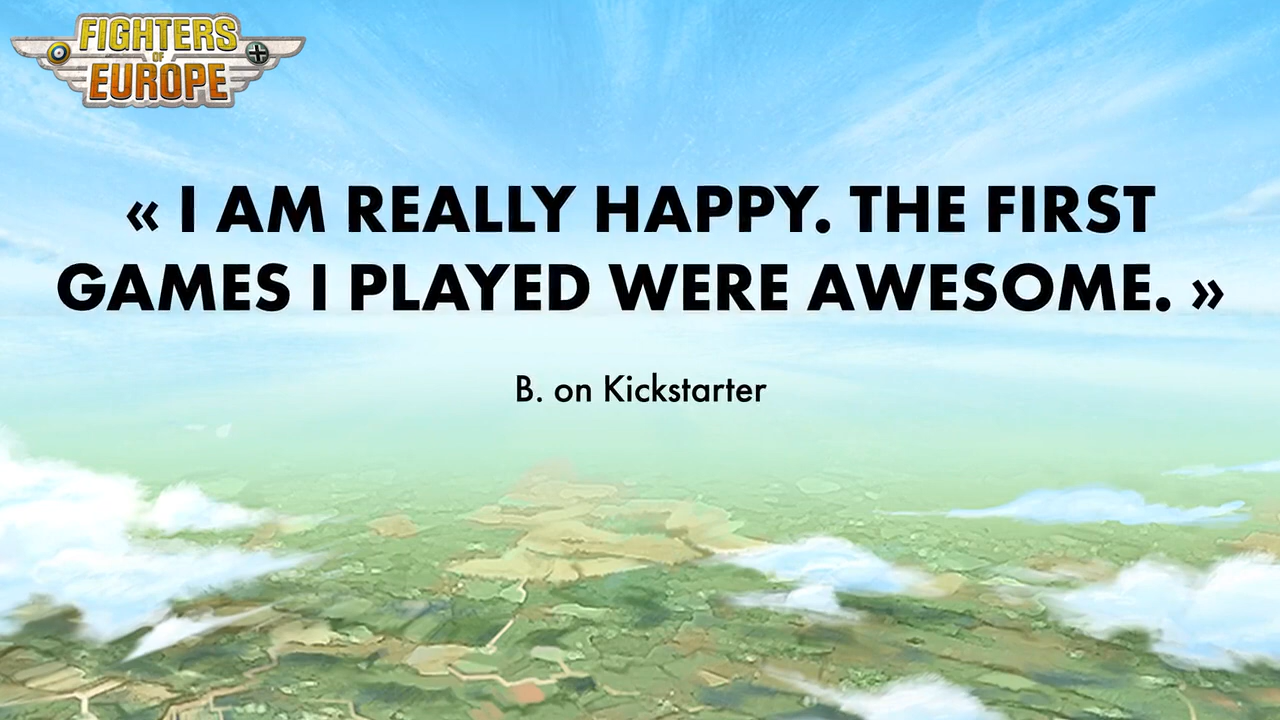 FIGHTERS
OF
EUROPE
« I AM REALLY HAPPY. THE FIRST
GAMES I PLAYED WERE AWESOME. »
B. on Kickstarter